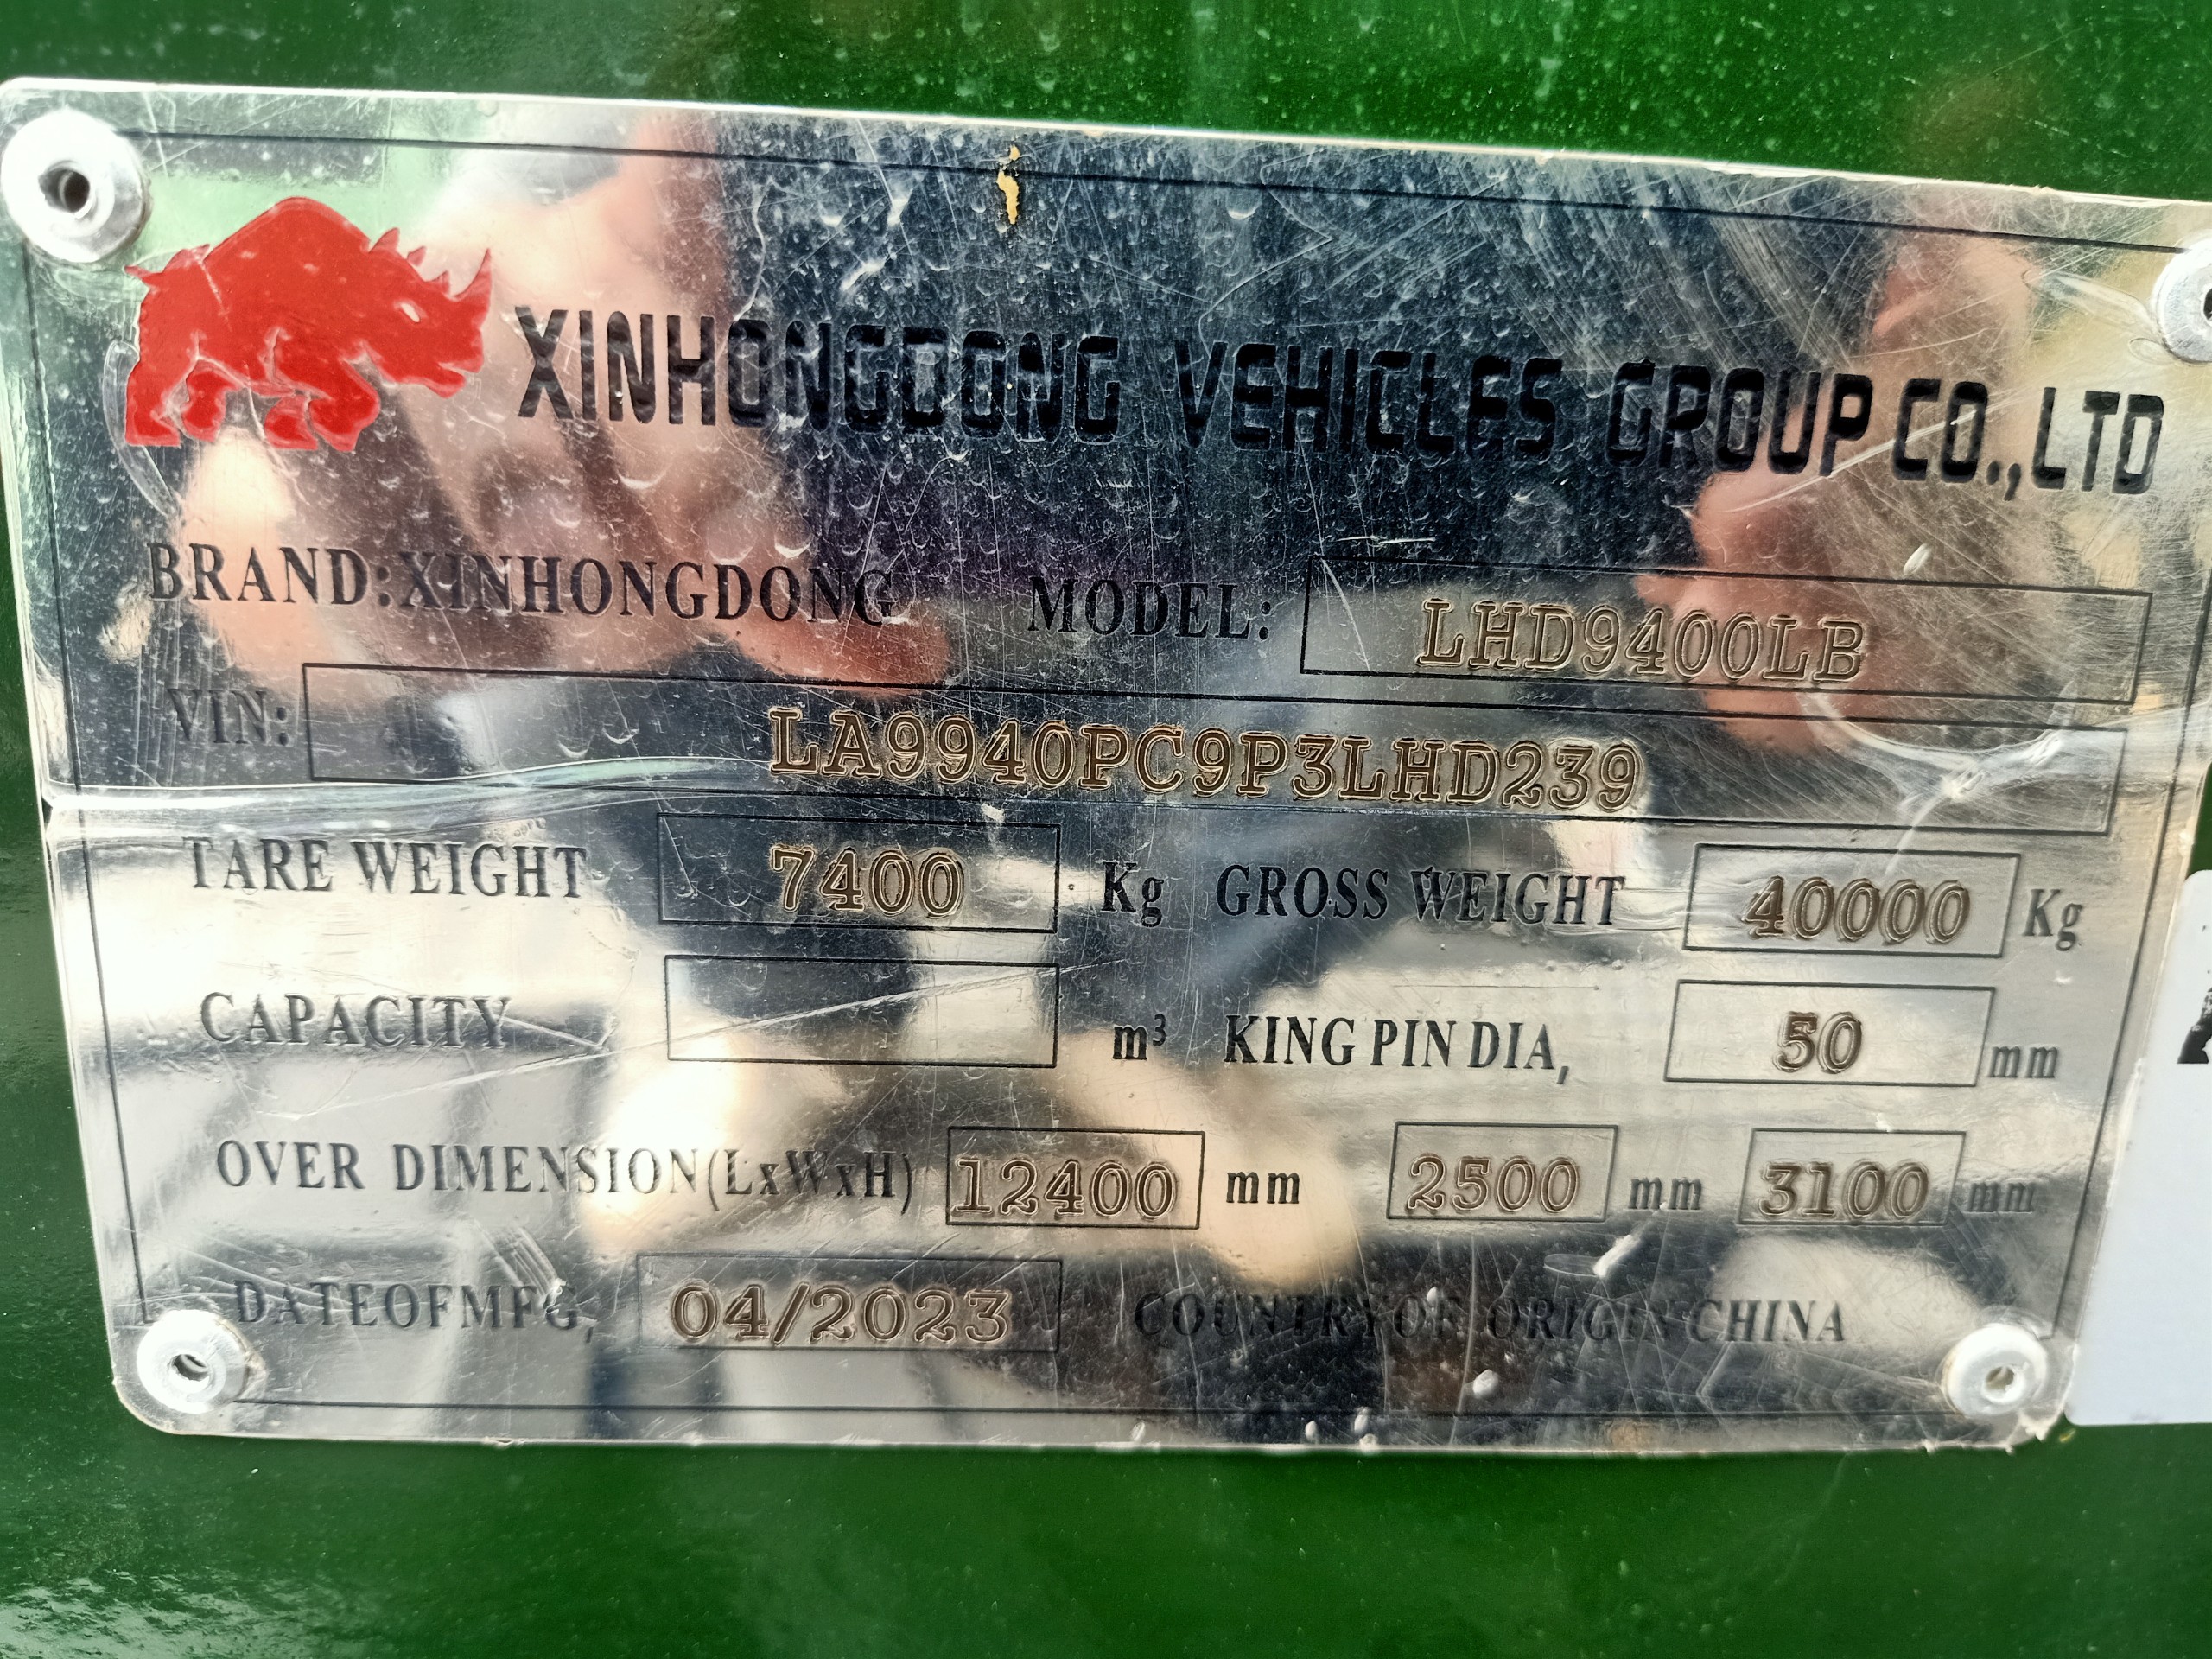 XINHONGDONG VEHICLES GROUP CO.,LTD
BRAND:XINHONGDONG MODEL: LHD9400LB
VIN: LA9940PC9P3LHD239
TARE WEIGHT 7400 Kg GROSS WEIGHT 40000 Kg
CAPACITY m³ KING PIN DIA, 50 mm
OVER DIMENSION(LxWxH) 12400 mm 2500 mm 3100 mm
DATEOFMFG, 04/2023 COUNTRY OF ORIGIN CHINA